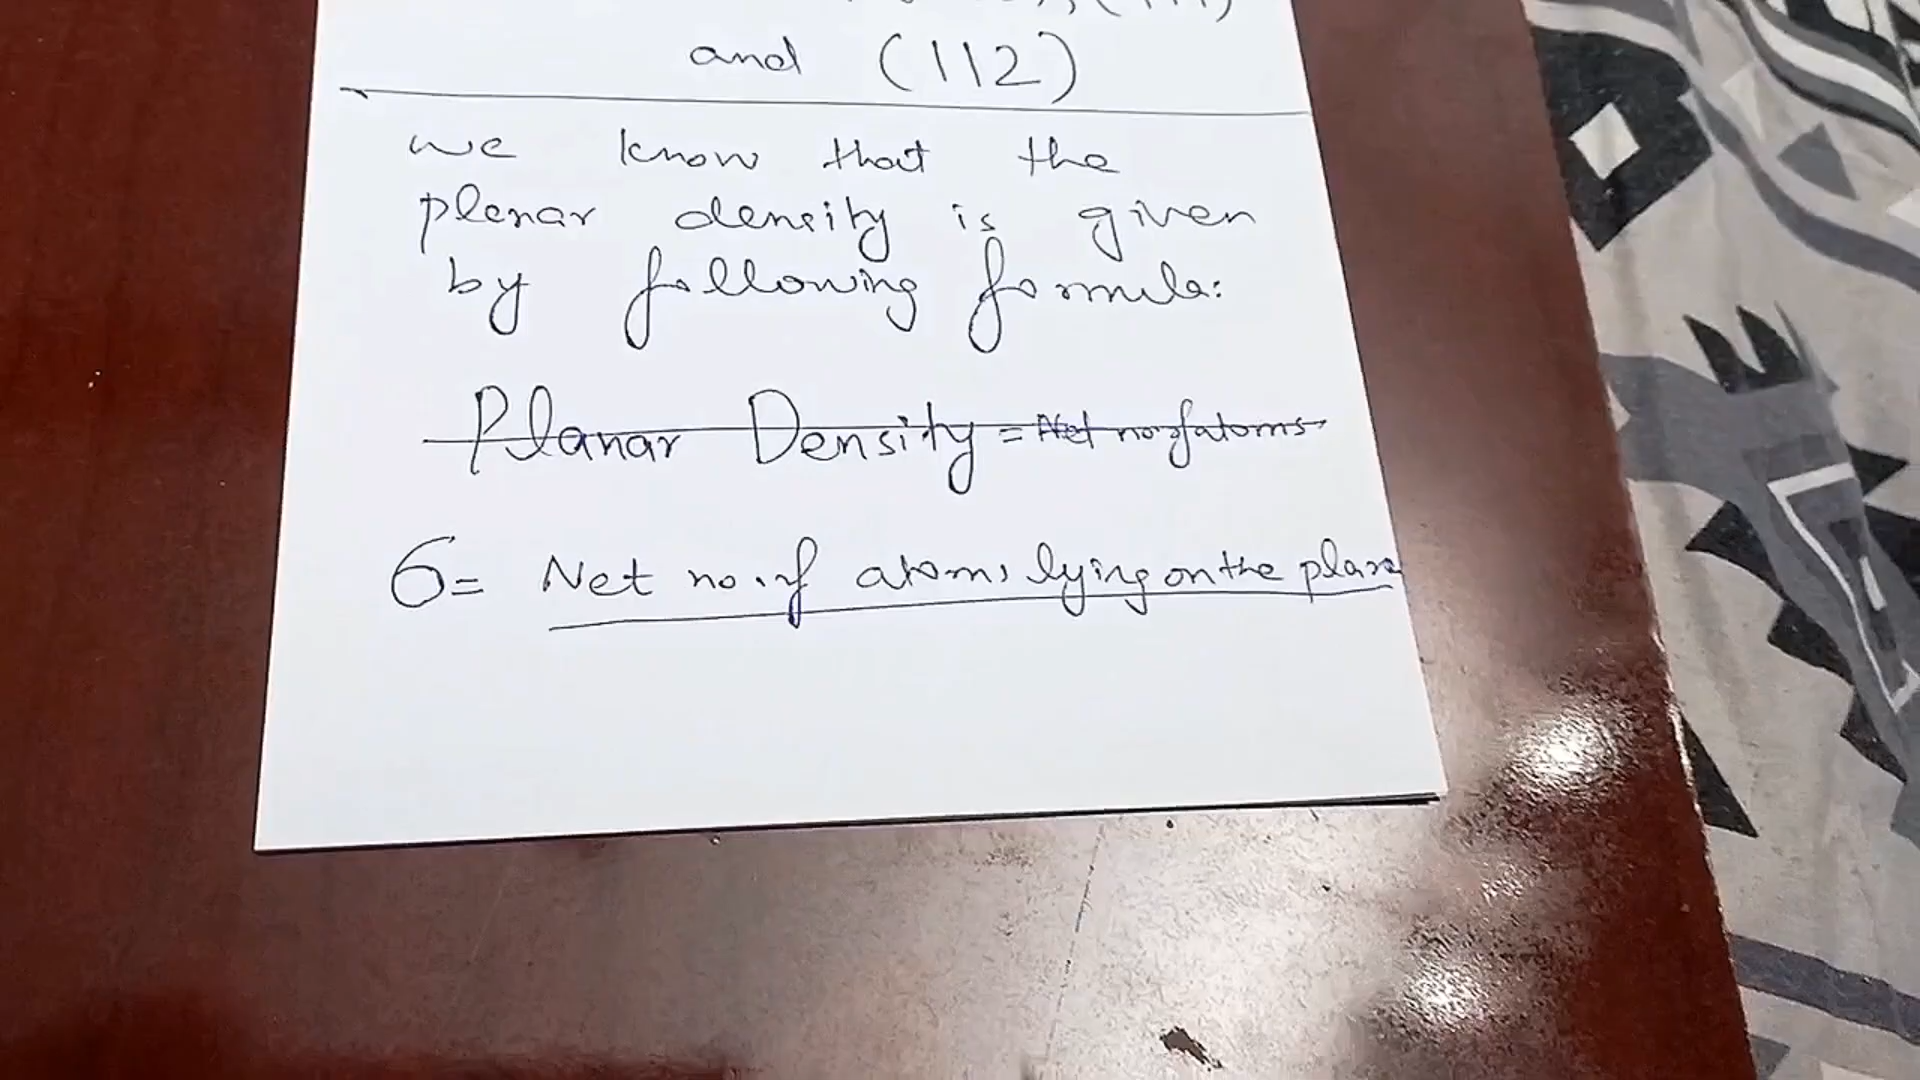 and (112)
we know that the
planar density is given
by following formula:
Planar Density = Net no. of atoms
6= Net no. of atoms lying on the plane